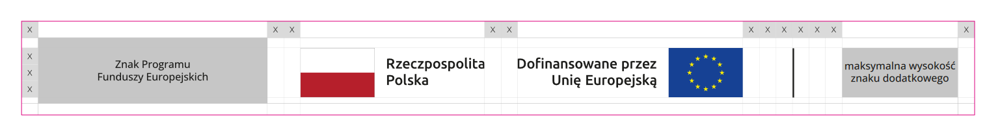 X X X X X X X X X X X X
X
X
X
Znak Programu
Funduszy Europejskich
Rzeczpospolita
Polska
Dofinansowane przez
Unię Europejską
maksymalna wysokość
znaku dodatkowego